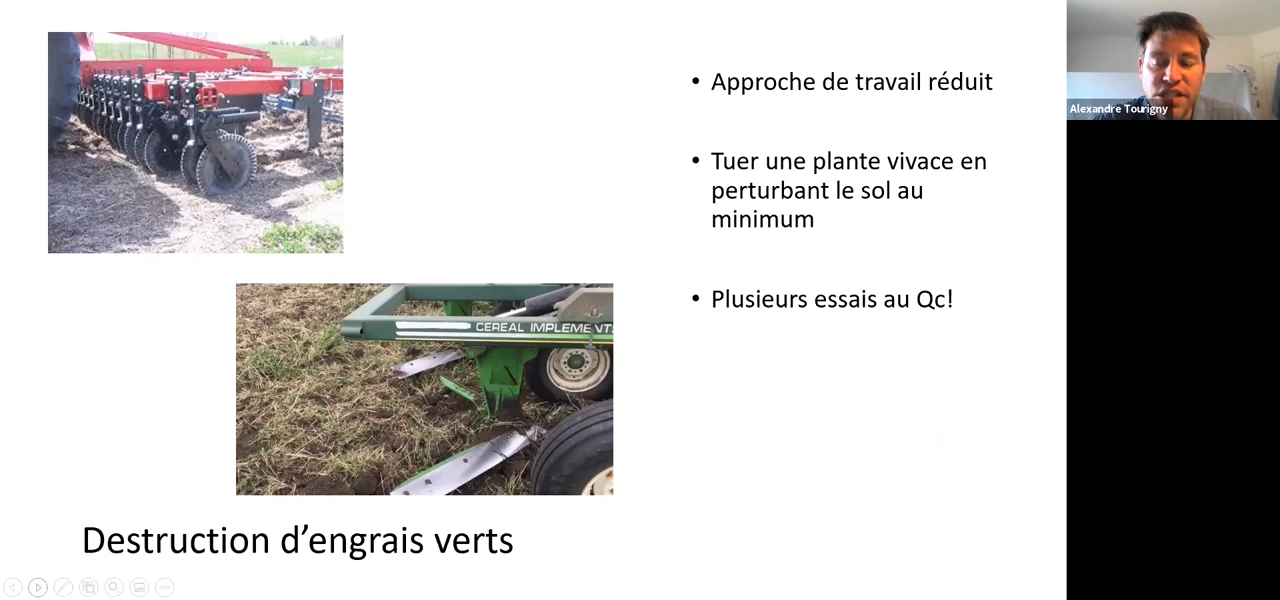 • Approche de travail réduit
• Tuer une plante vivace en
perturbant le sol au
minimum
• Plusieurs essais au Qc!
CEREAL IMPLEMENTS
Destruction d’engrais verts
Alexandre Tourigny